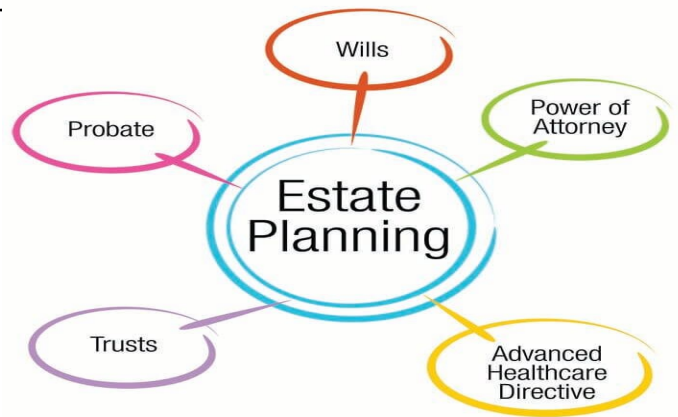 Wills
Probate
Power of
Attorney
Estate
Planning
Trusts
Advanced
Healthcare
Directive